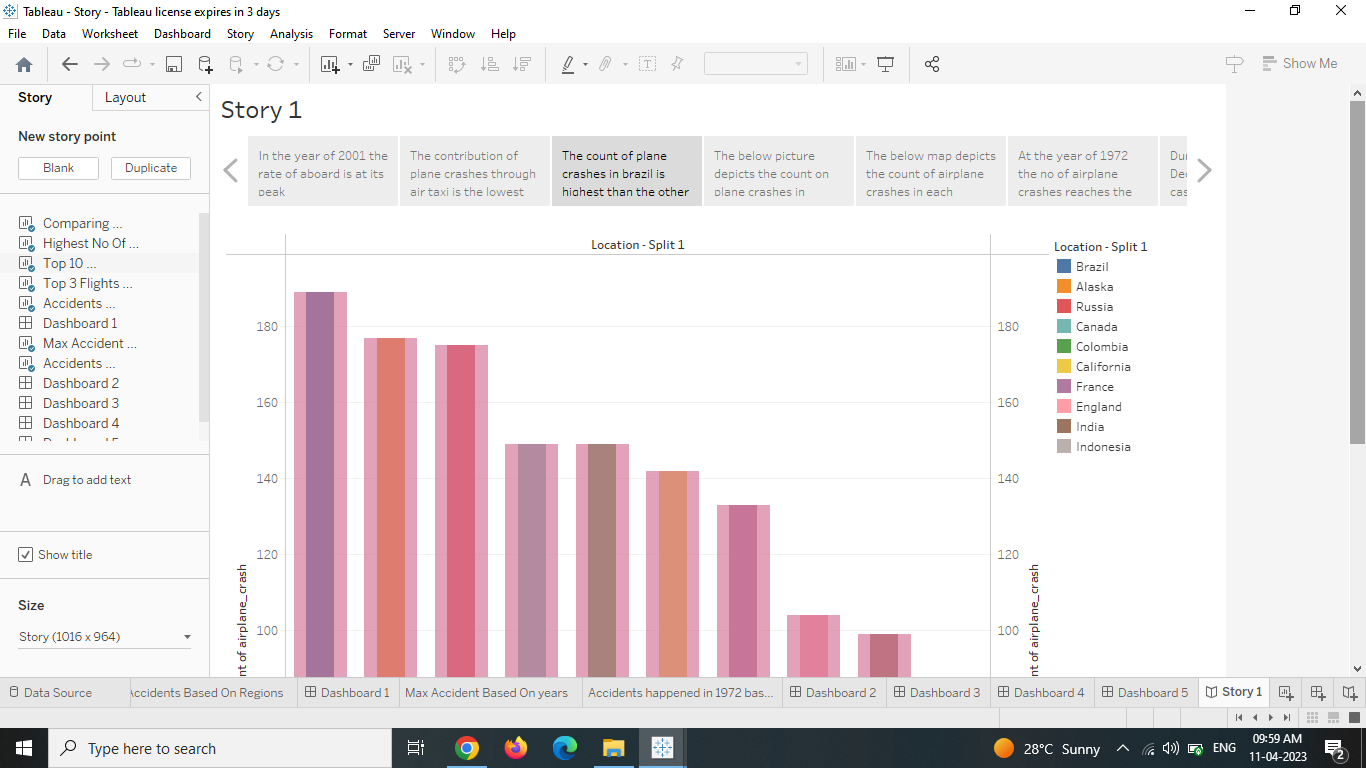 Tableau - Story - Tableau license expires in 3 days
File Data Worksheet Dashboard Story Analysis Format Server Window Help
Show Me
Story Layout
New story point
Blank Duplicate
Comparing ...
Highest No Of ...
Top 10 ...
Top 3 Flights ...
Accidents ...
Dashboard 1
Max Accident ...
Accidents ...
Dashboard 2
Dashboard 3
Dashboard 4
A Drag to add text
Show title
Size
Story (1016 x 964)
Story 1
In the year of 2001 the
rate of aboard is at its
peak
The contribution of
plane crashes through
air taxi is the lowest
The count of plane
crashes in brazil is
highest than the other
The below picture
depicts the count on
plane crashes in
The below map depicts
the count of airplane
crashes in each
At the year of 1972
the no of airplane
crashes reaches the
Location - Split 1
180
160
140
120
100
nt of airplane_crash
180
160
140
120
100
nt of airplane_crash
Location - Split 1
Brazil
Alaska
Russia
Canada
Colombia
California
France
England
India
Indonesia
Data Source ccidents Based On Regions Dashboard 1 Max Accident Based On years Accidents happened in 1972 bas... Dashboard 2 Dashboard 3 Dashboard 4 Dashboard 5 Story 1
Type here to search
28°C Sunny ENG
09:59 AM
11-04-2023
2